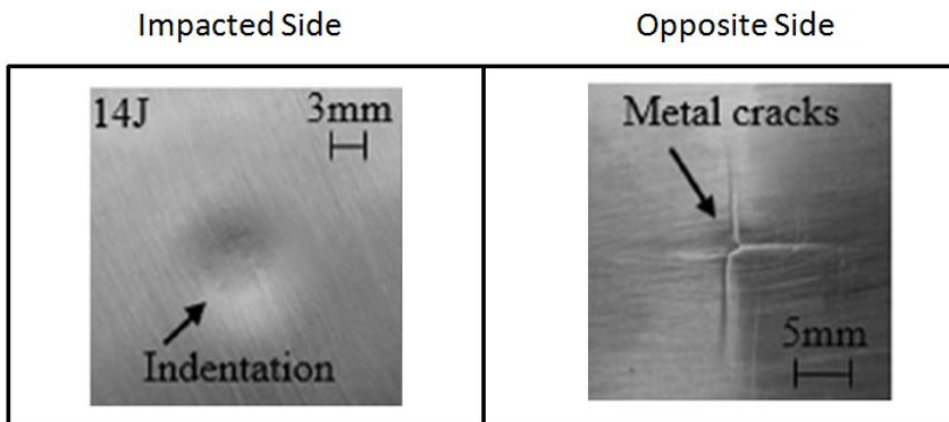 Impacted Side
Opposite Side
14J
3mm
Indentation
Metal cracks
5mm